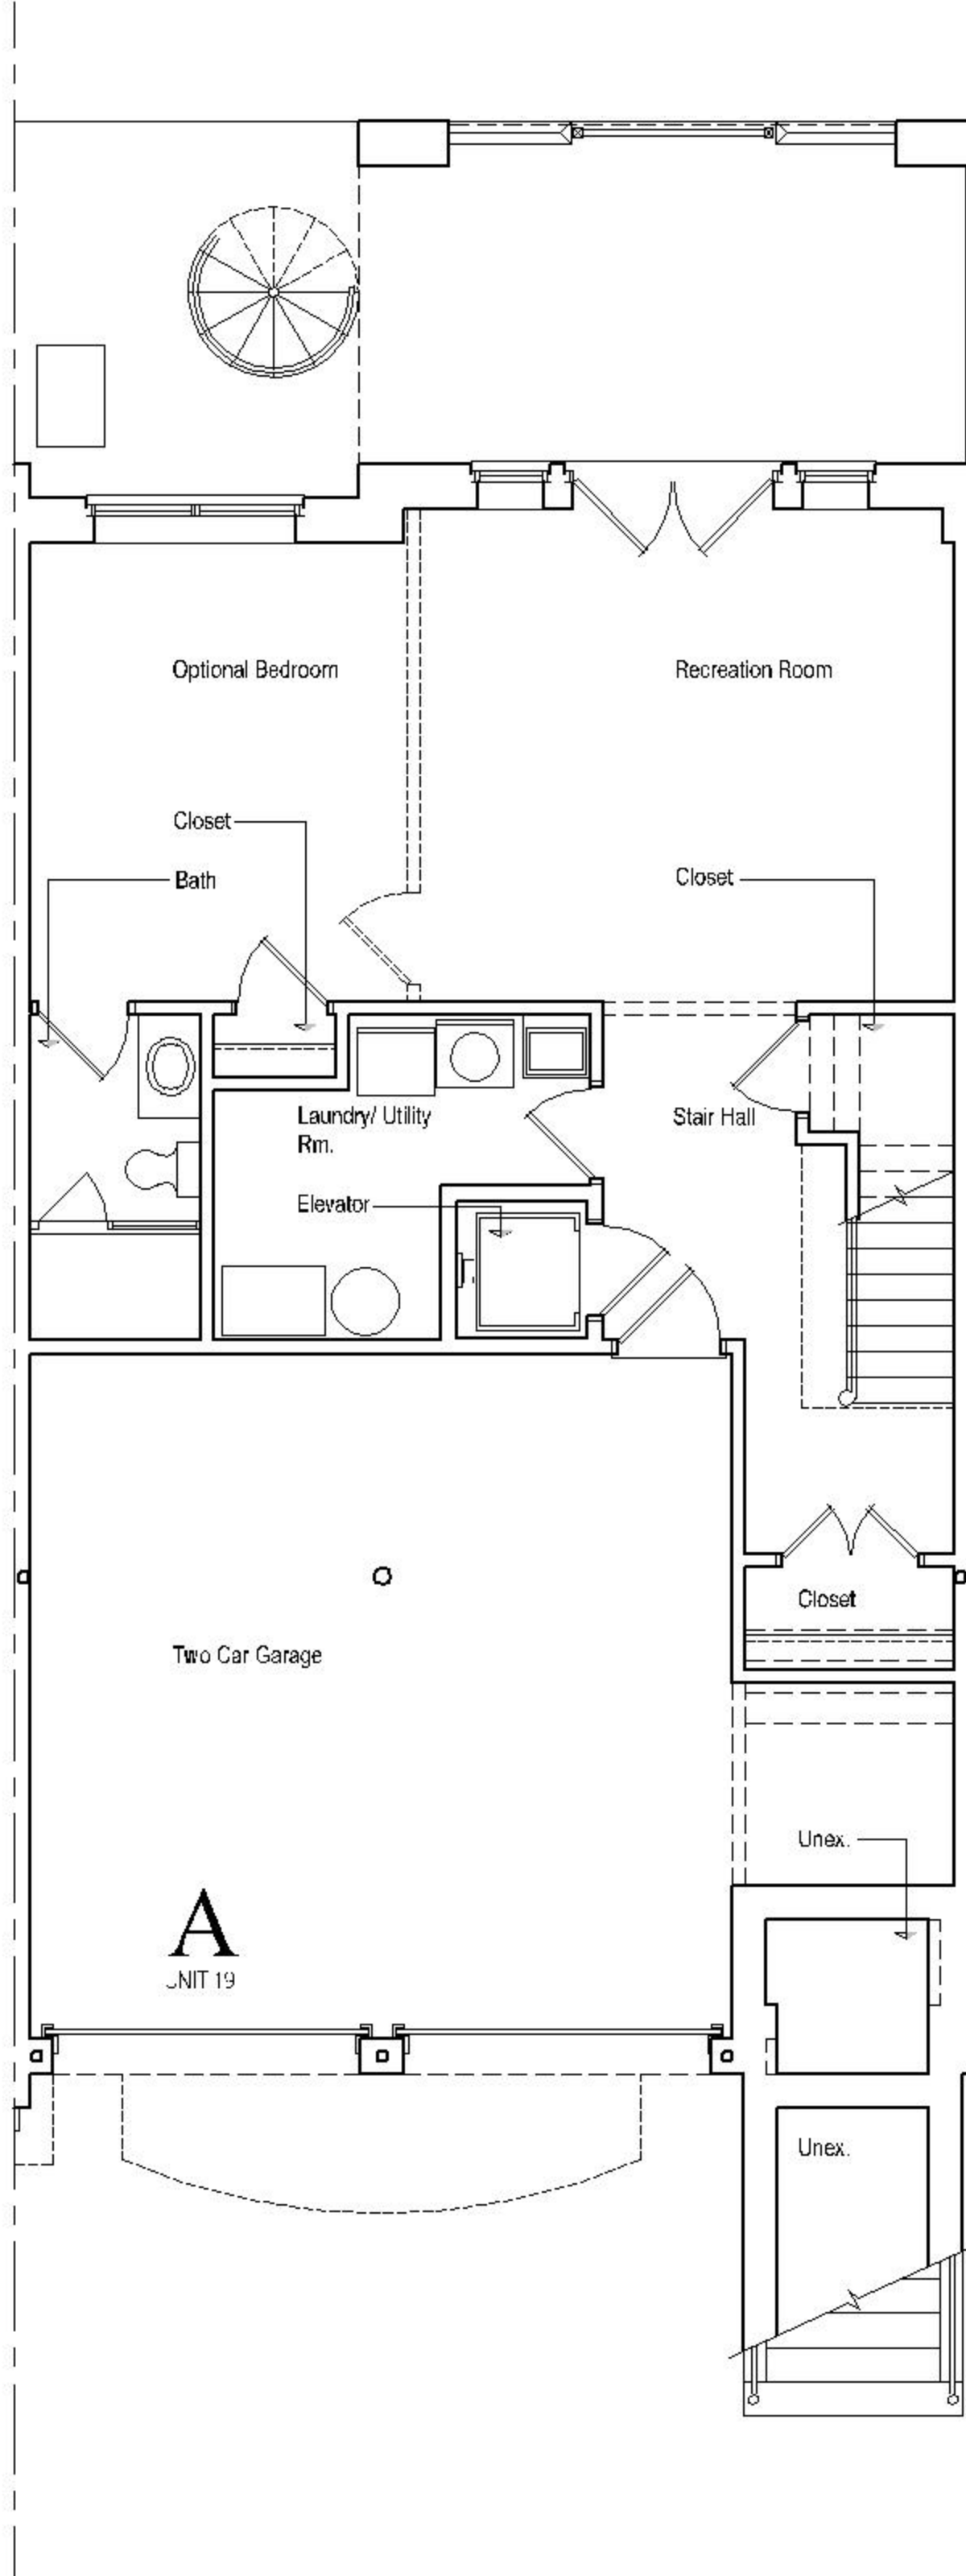 Optional Bedroom
Recreation Room
Closet
Bath
Closet
Laundry/ Utility
Rm.
Stair Hall
Elevator
Closet
Two Car Garage
Unex.
A
UNIT 19
Unex.